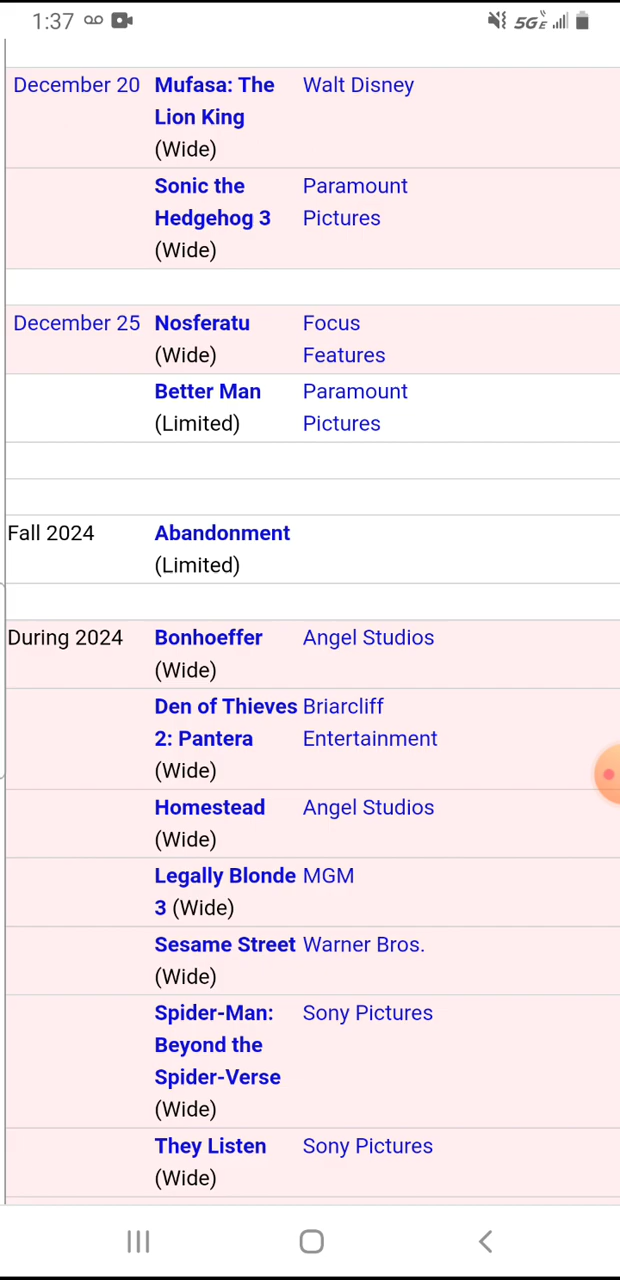 1:37
5GE
December 20 Mufasa: The Walt Disney
Lion King
(Wide)
Sonic the Paramount
Hedgehog 3 Pictures
(Wide)
December 25 Nosferatu Focus
(Wide) Features
Better Man Paramount
(Limited) Pictures
Fall 2024 Abandonment
(Limited)
During 2024 Bonhoeffer Angel Studios
(Wide)
Den of Thieves Briarcliff
2: Pantera Entertainment
(Wide)
Homestead Angel Studios
(Wide)
Legally Blonde MGM
3 (Wide)
Sesame Street Warner Bros.
(Wide)
Spider-Man: Sony Pictures
Beyond the
Spider-Verse
(Wide)
They Listen Sony Pictures
(Wide)